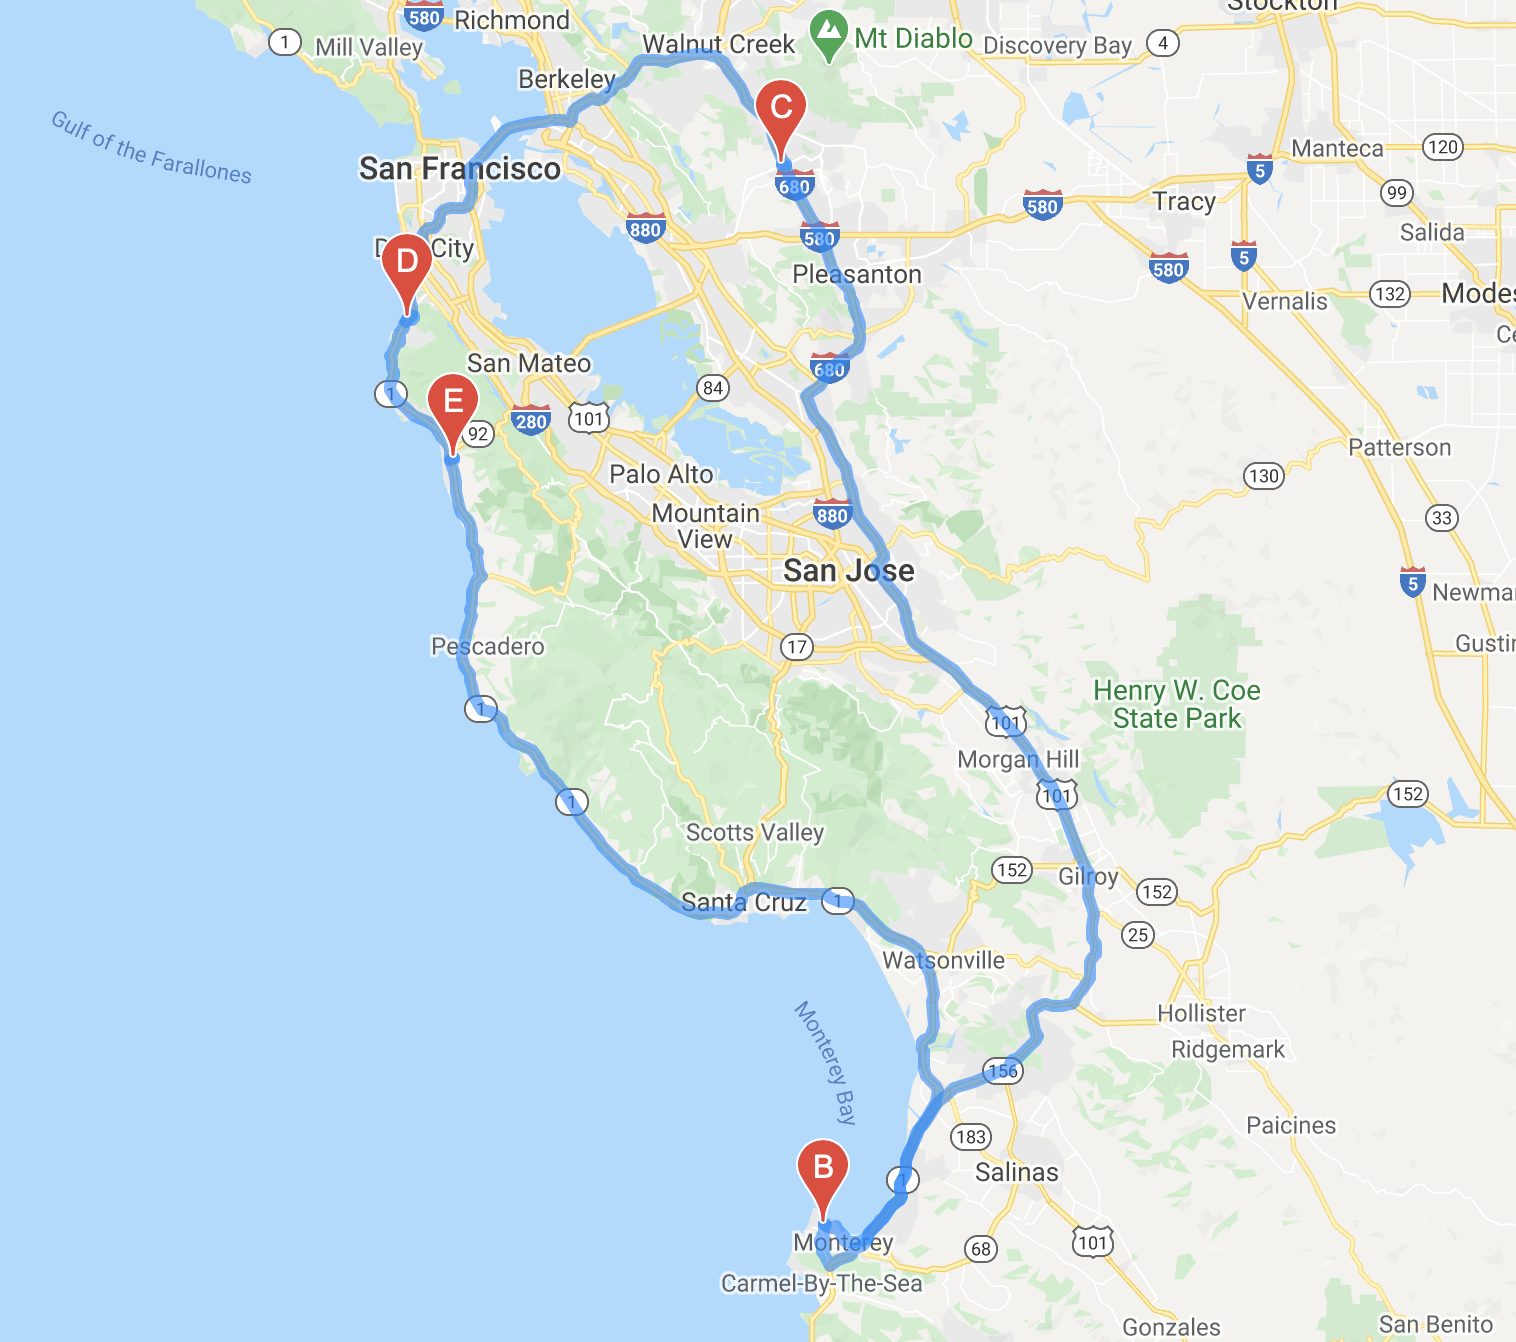 Stockton
580
Richmond
1
Mill Valley
Walnut Creek
Mt Diablo
Discovery Bay
4
Berkeley
C
Gulf of the Farallones
San Francisco
Manteca
120
5
680
99
Tracy
580
880
580
Salida
City
D
5
580
Pleasanton
Vernalis
132
Modes
Ce
San Mateo
680
84
1
E
280
101
92
Patterson
Palo Alto
130
Mountain
View
880
33
San Jose
5
Newma
Pescadero
17
Gustin
Henry W. Coe
State Park
1
101
Morgan Hill
101
152
1
Scotts Valley
152
Gilroy
152
Santa Cruz
1
25
Watsonville
Monterey Bay
Hollister
Ridgemark
156
Paicines
183
B
Salinas
1
Monterey
68
101
Carmel-By-The-Sea
Gonzales
San Benito